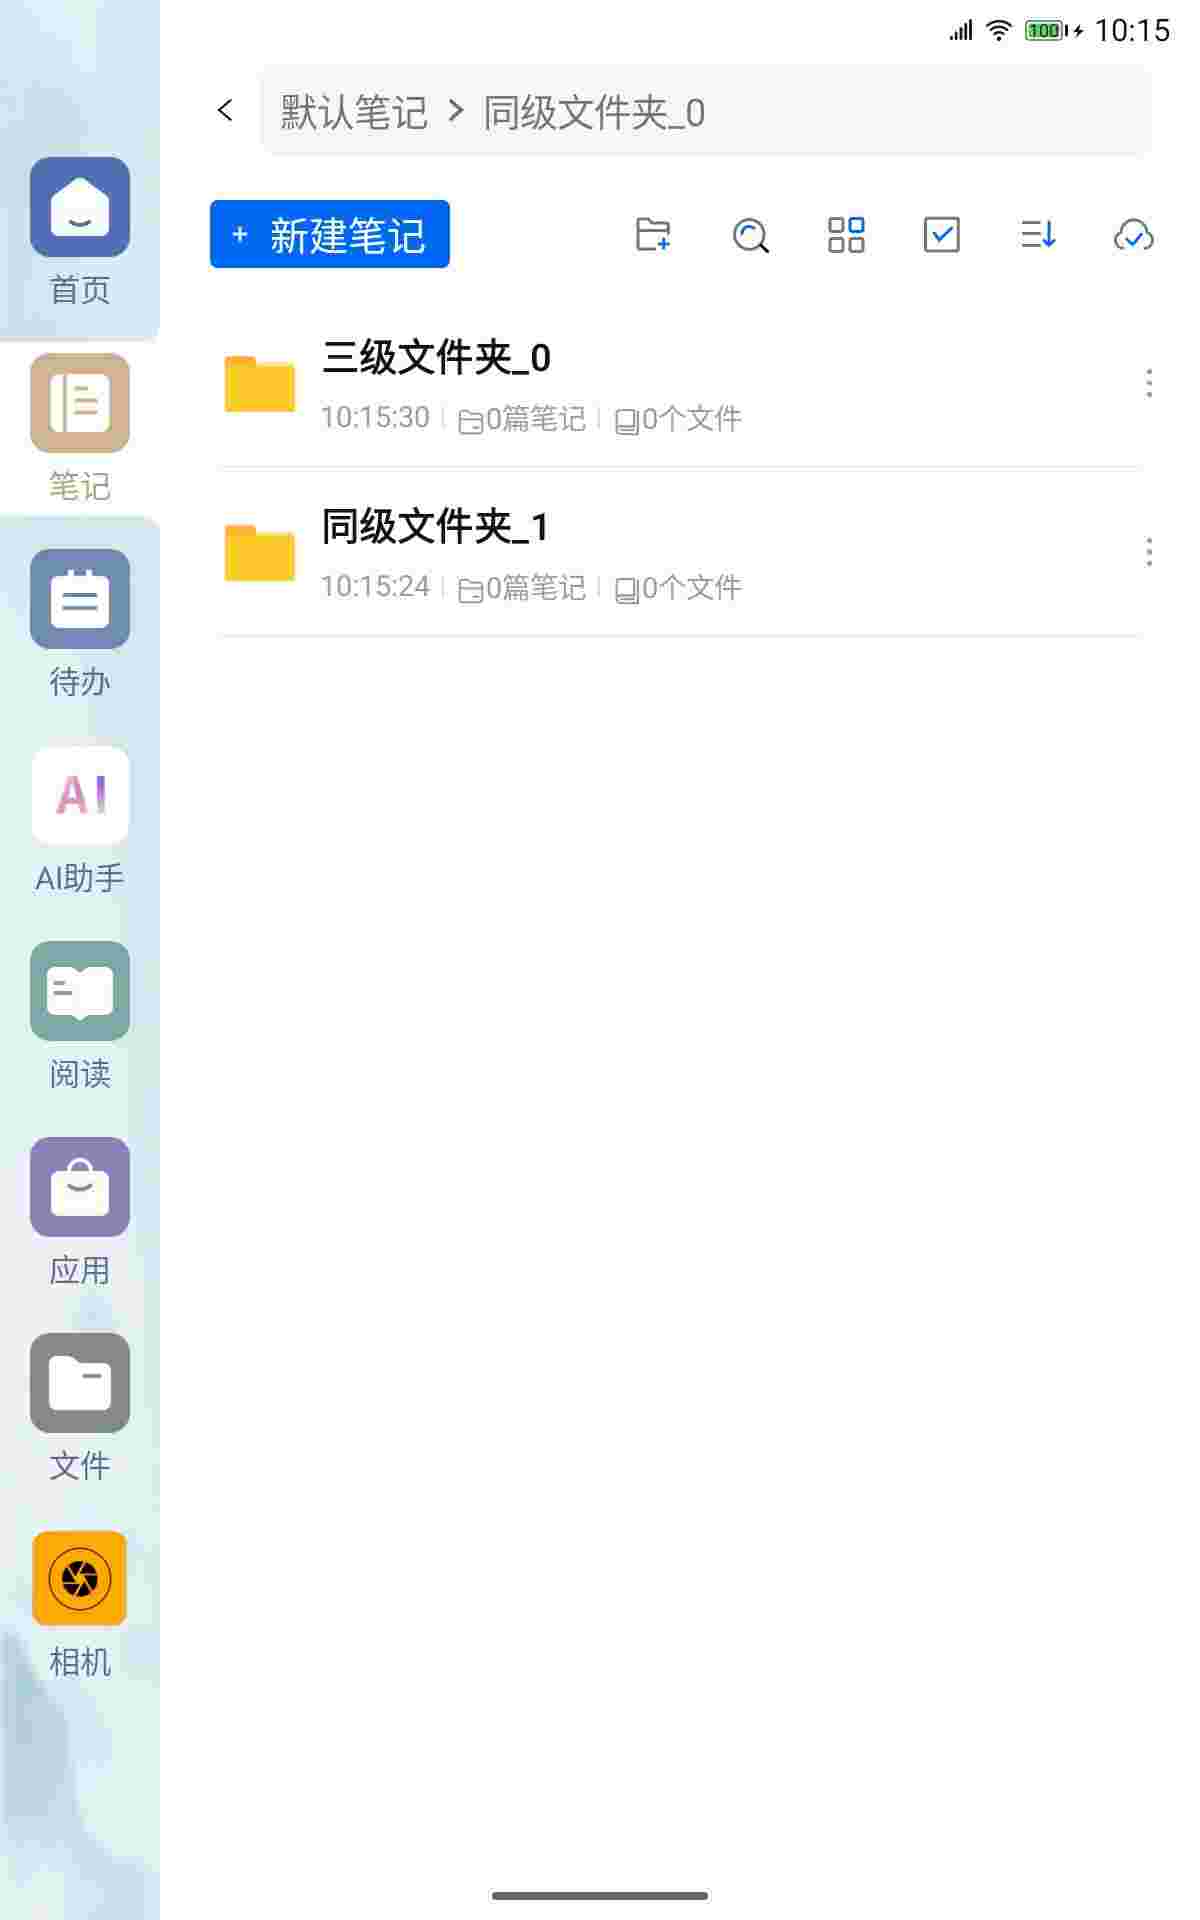 100 10:15
默认笔记 > 同级文件夹_0
+ 新建笔记
三级文件夹_0
10:15:30 0篇笔记 0个文件
同级文件夹_1
10:15:24 0篇笔记 0个文件
首页
笔记
待办
AI
AI助手
阅读
应用
文件
相机